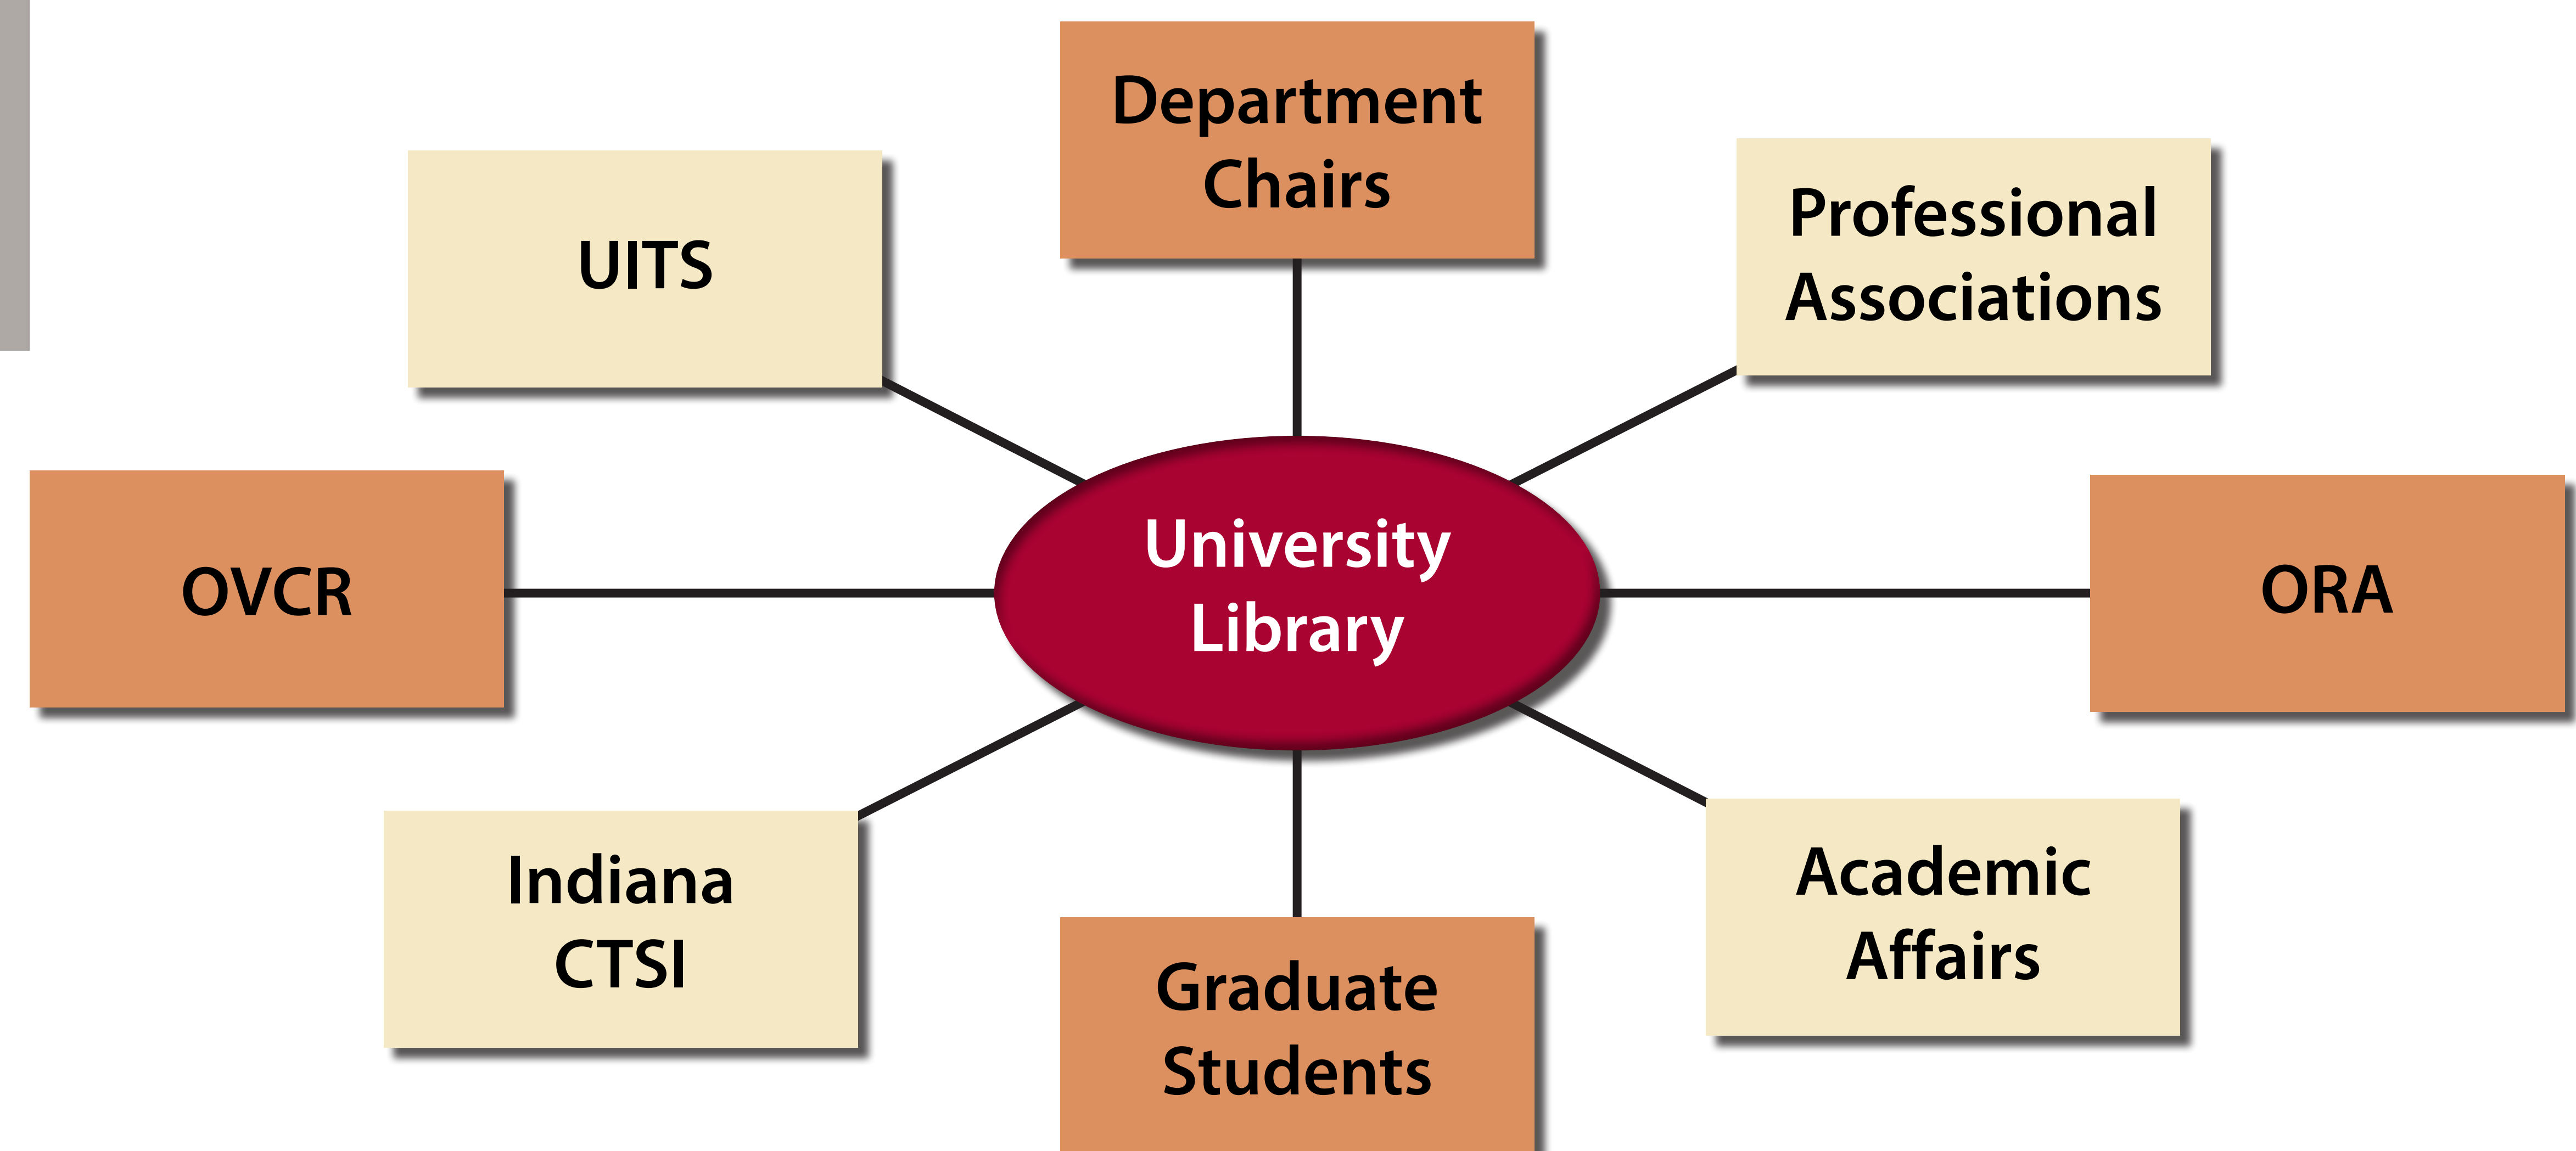 Department
Chairs
UITS
Professional
Associations
OVCR
University
Library
ORA
Indiana
CTSI
Graduate
Students
Academic
Affairs